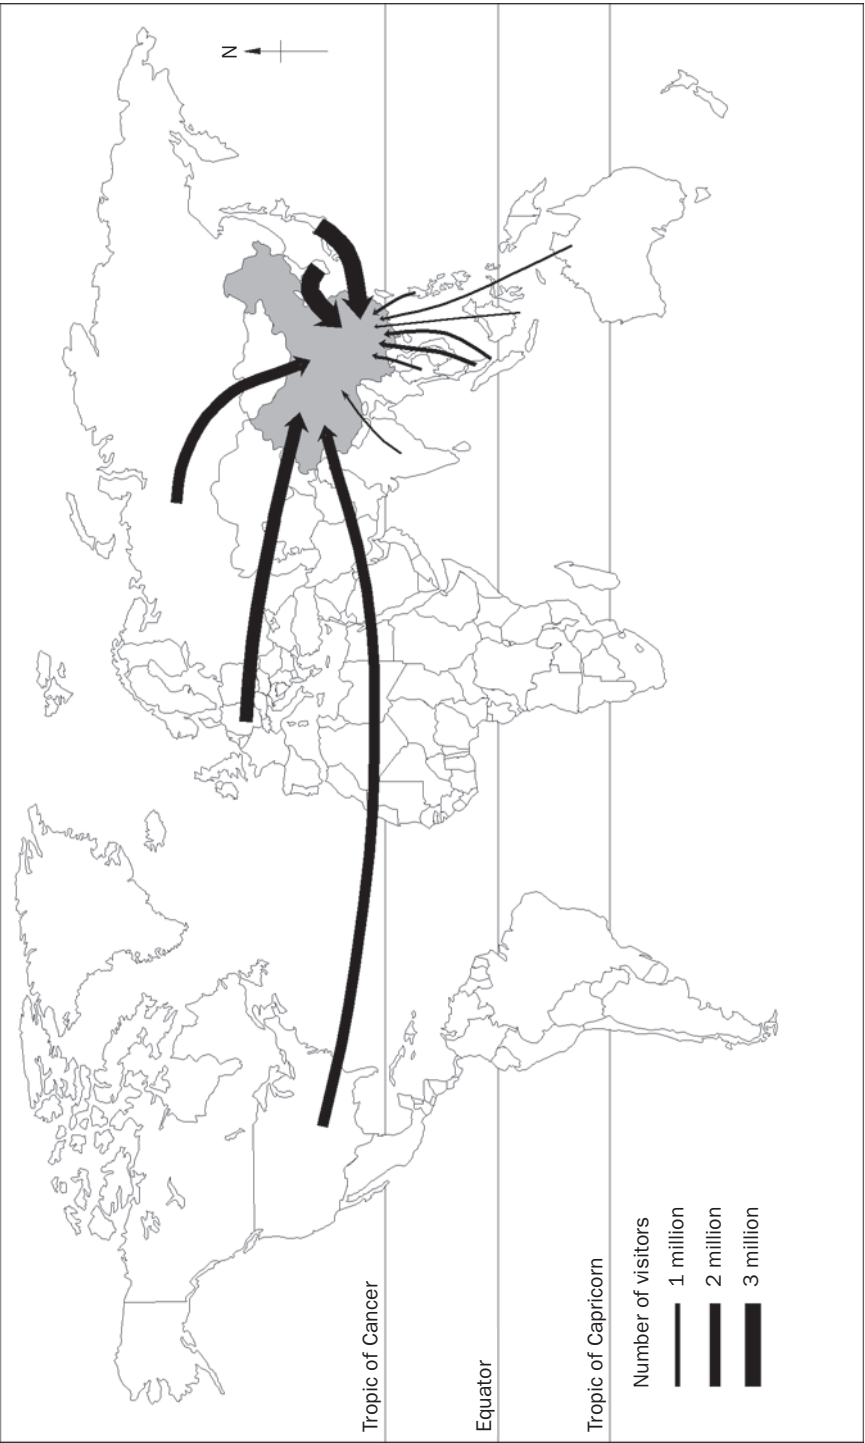 N
Tropic of Cancer
Equator
Tropic of Capricorn
Number of visitors
1 million
2 million
3 million